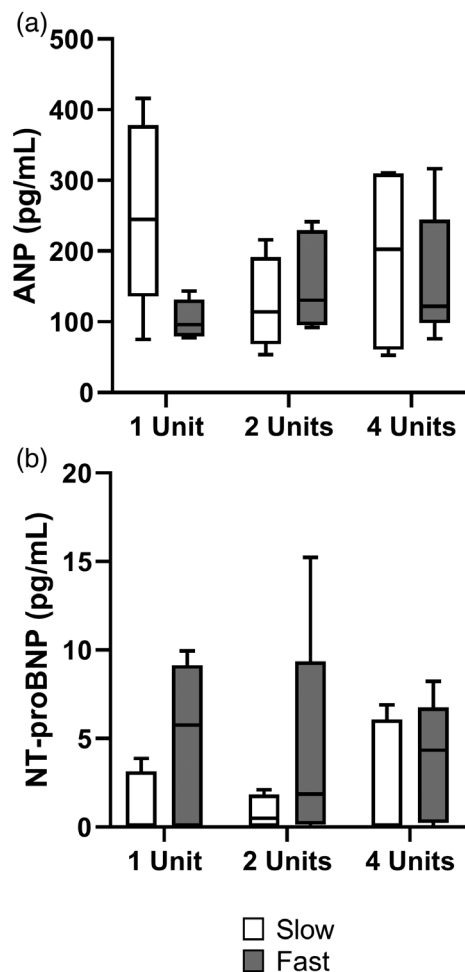 (a)
500
400
300
200
100
0
ANP (pg/mL)
1 Unit 2 Units 4 Units
(b)
20
15
10
5
0
NT-proBNP (pg/mL)
1 Unit 2 Units 4 Units
Slow
Fast